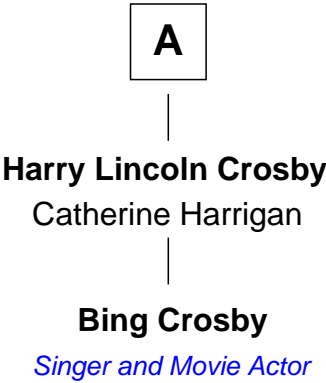 A
Harry Lincoln Crosby
Catherine Harrigan
Bing Crosby
Singer and Movie Actor